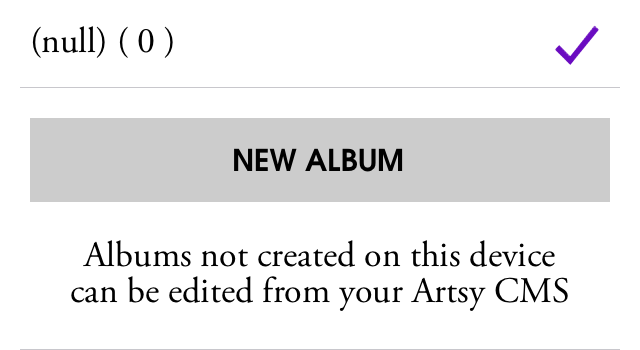 (null) ( 0 )
NEW ALBUM
Albums not created on this device
can be edited from your Artsy CMS